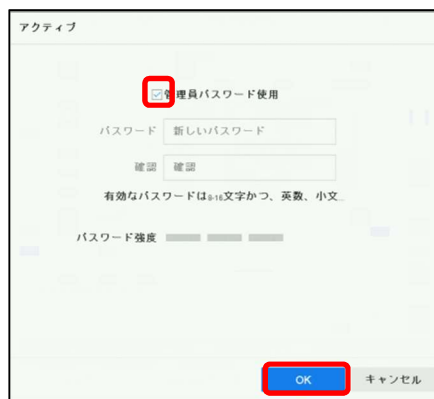 アクティブ
管理員パスワード使用
パスワード 新しいパスワード
確認 確認
有効なパスワードは8-16文字かつ、英数、小文...
パスワード強度
OK キャンセル